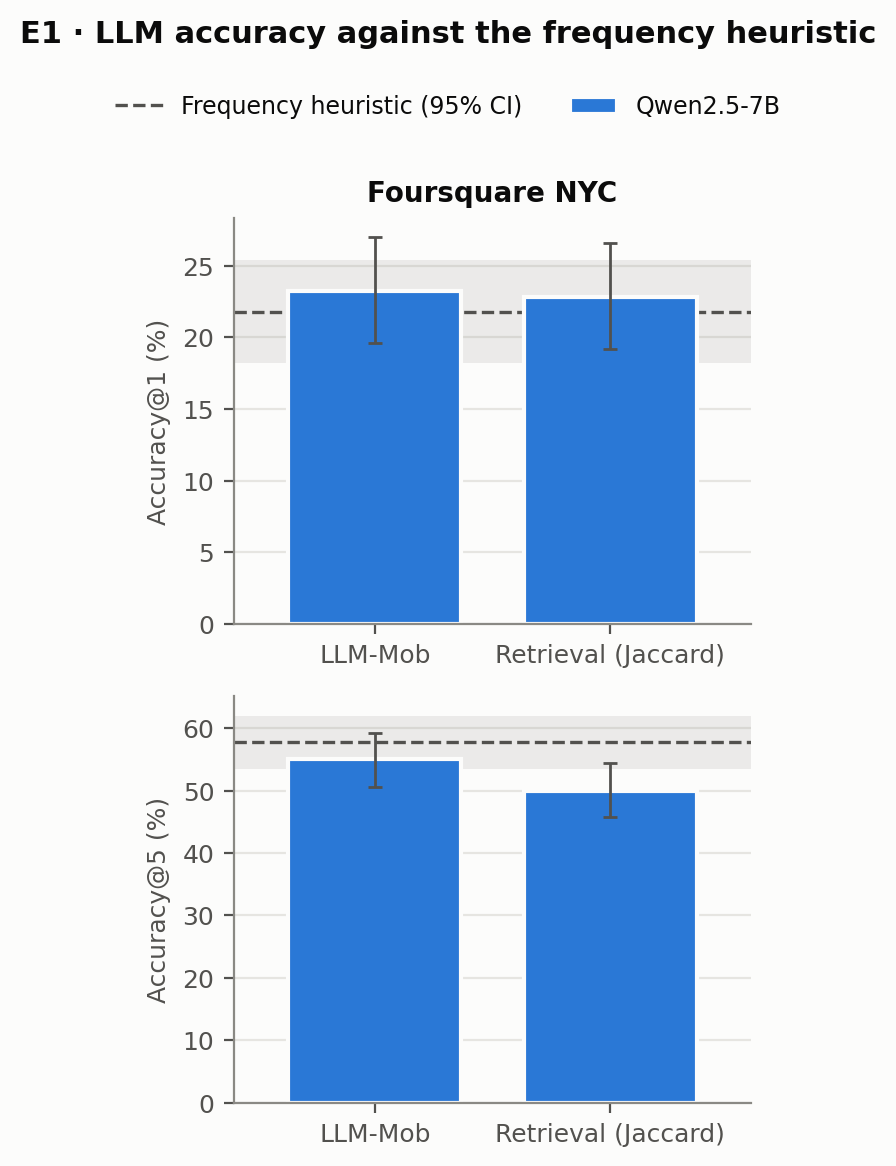 E1 · LLM accuracy against the frequency heuristic
Frequency heuristic (95% CI)
Qwen2.5-7B
Foursquare NYC
Accuracy@1 (%)
25
20
15
10
5
0
LLM-Mob
Retrieval (Jaccard)
Accuracy@5 (%)
60
50
40
30
20
10
0
LLM-Mob
Retrieval (Jaccard)